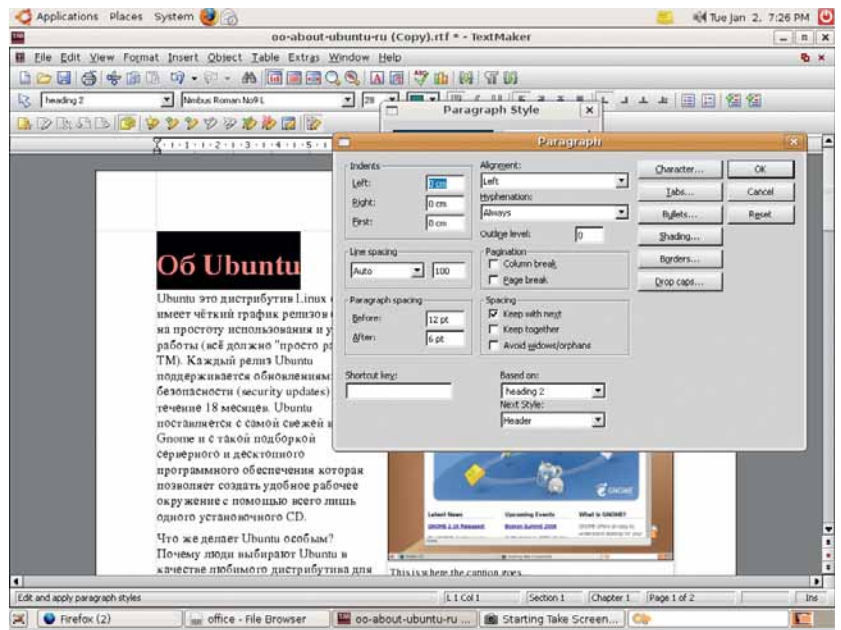 Applications Places System Tue Jan 2, 7:26 PM
oo-about-ubuntu-ru (Copy).rtf * - TextMaker
File Edit View Format Insert Object Table Extras Window Help
heading 2 Nimbus Roman No9 L 28
Paragraph Style
Paragraph
Indents
Left: 0 cm
Right: 0 cm
First: 0 cm
Alignment:
Left
Hyphenation:
Always
Outline level: 0
Character...
Tabs...
Bullets...
Shading...
Borders...
Drop caps...
OK
Cancel
Reset
Line spacing
Auto 100
Pagination
Column break
Page break
Paragraph spacing
Before: 12 pt
After: 6 pt
Spacing
Keep with next
Keep together
Avoid widows/orphans
Shortcut key:
Based on:
heading 2
Next Style:
Header
Об Ubuntu
Ubuntu это дистрибутив Linux
имеет чёткий график релизов
на простоту использования и
работы (всё должно "просто
ТМ). Каждый релиз Ubuntu
поддерживается
безопасности (security updates)
течение 18 месяцев. Ubuntu
поставляется с самой свежей
Gnome и с такой подборкой
серверного и десктопного
программного обеспечения которая
позволяет создать удобное рабочее
окружение с помощью всего лишь
одного установочного CD.
Что же делает Ubuntu особым?
Почему люди выбирают Ubuntu в
качестве любимого дистрибутива для
GNOME
Latest News Upcoming Events What is GNOME?
GNOME 2.16 Released Boston Summit 2006
This is where the caption goes
Edit and apply paragraph styles L 1 Col 1 Section 1 Chapter 1 Page 1 of 2 Ins
Firefox (2) office - File Browser oo-about-ubuntu-ru ... Starting Take Screen...